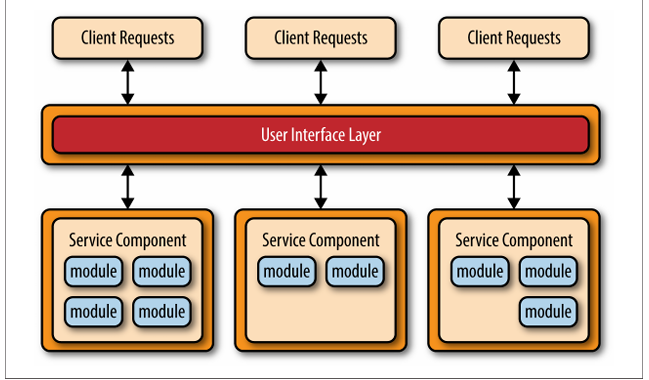 Client Requests
Client Requests
Client Requests
User Interface Layer
Service Component
module module
module module
Service Component
module module
Service Component
module module
module